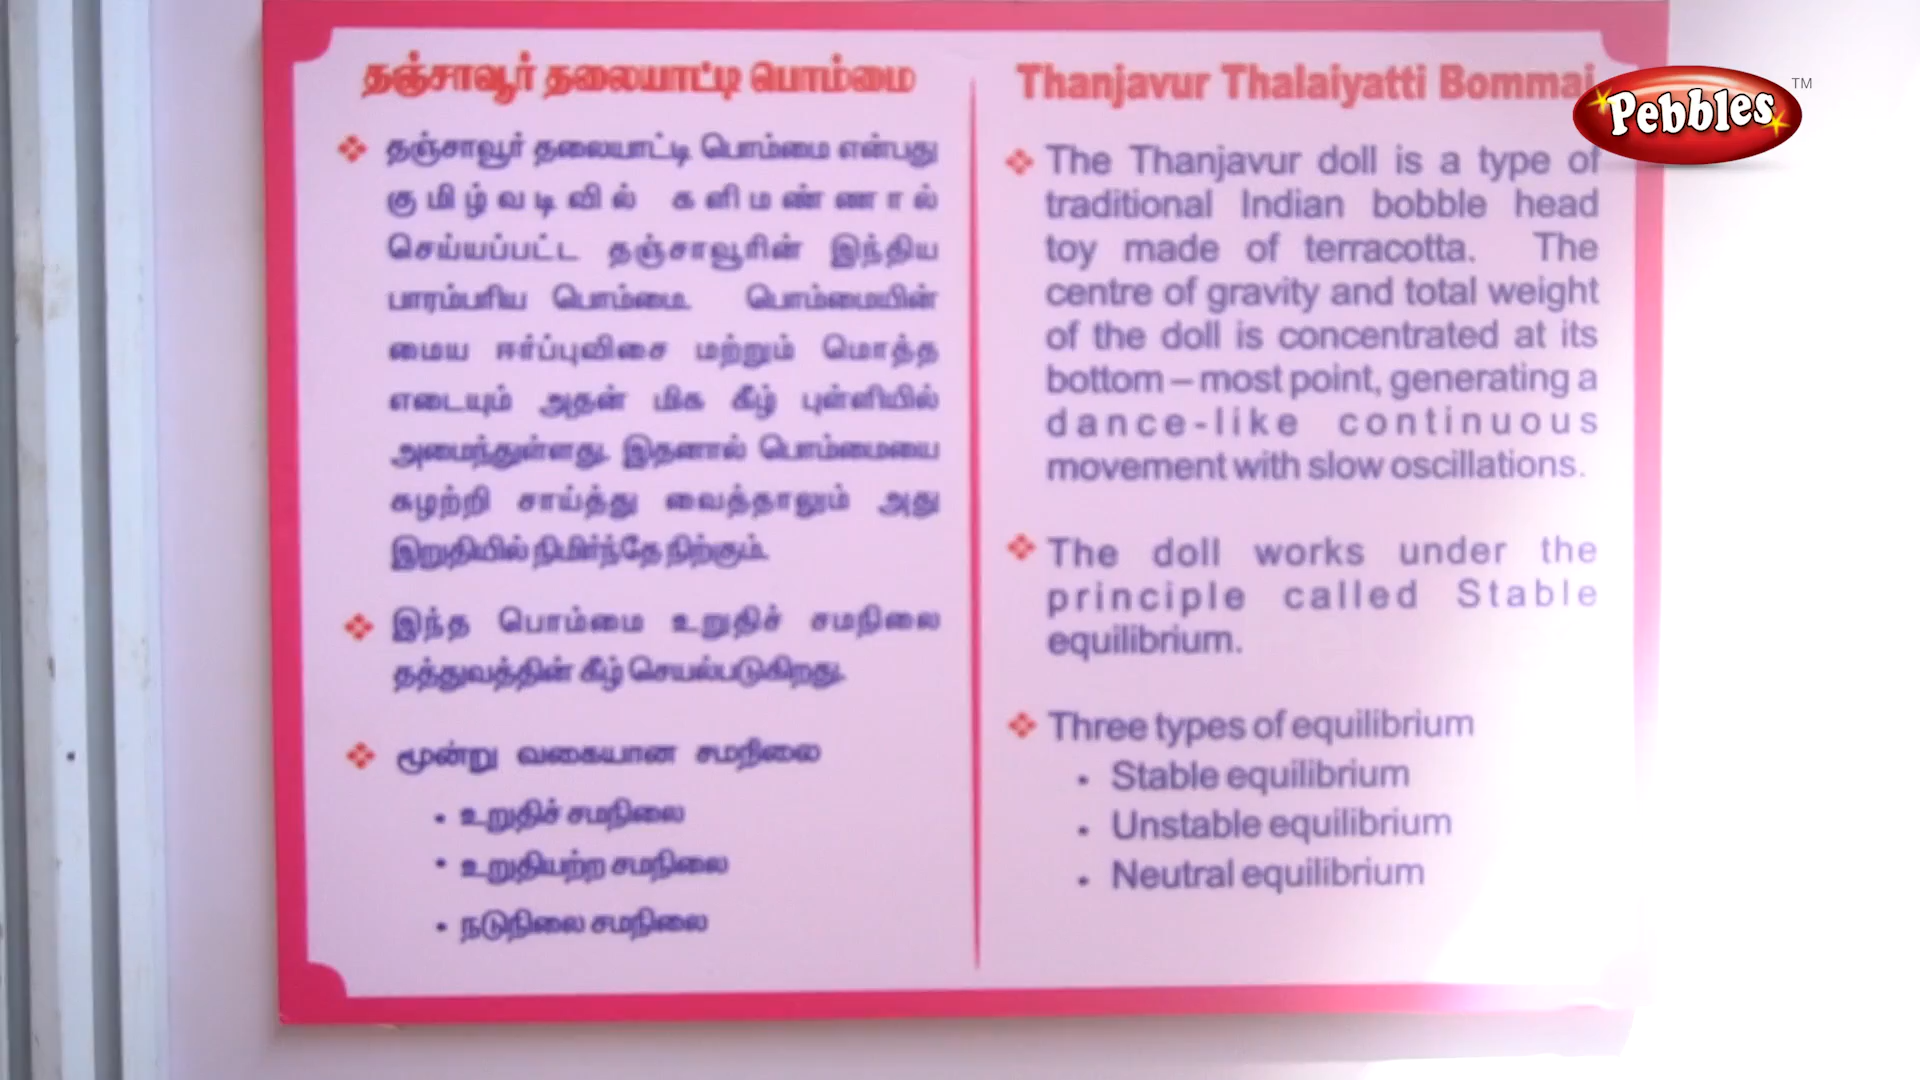 தஞ்சாவூர் தலையாட்டி பொம்மை
தஞ்சாவூர் தலையாட்டி பொம்மை என்பது
குமிழ்வடிவில் களிமண்ணால்
செய்யப்பட்ட தஞ்சாவூரின் இந்திய
பாரம்பரிய பொம்மை. பொம்மையின்
மைய ஈர்ப்புவிசை மற்றும் மொத்த
எடையும் அதன் மிக கீழ் புள்ளியில்
அமைந்துள்ளது. இதனால் பொம்மையை
சுழற்றி சாய்த்து வைத்தாலும் அது
இறுதியில் நிமிர்ந்தே நிற்கும்.
இந்த பொம்மை உறுதிச் சமநிலை
தத்துவத்தின் கீழ் செயல்படுகிறது.
மூன்று வகையான சமநிலை
• உறுதிச் சமநிலை
• உறுதியற்ற சமநிலை
• நடுநிலை சமநிலை
Thanjavur Thalaiyatti Bommai
The Thanjavur doll is a type of
traditional Indian bobble head
toy made of terracotta. The
centre of gravity and total weight
of the doll is concentrated at its
bottom – most point, generating a
dance-like continuous
movement with slow oscillations.
The doll works under the
principle called Stable
equilibrium.
Three types of equilibrium
• Stable equilibrium
• Unstable equilibrium
• Neutral equilibrium
Pebbles TM